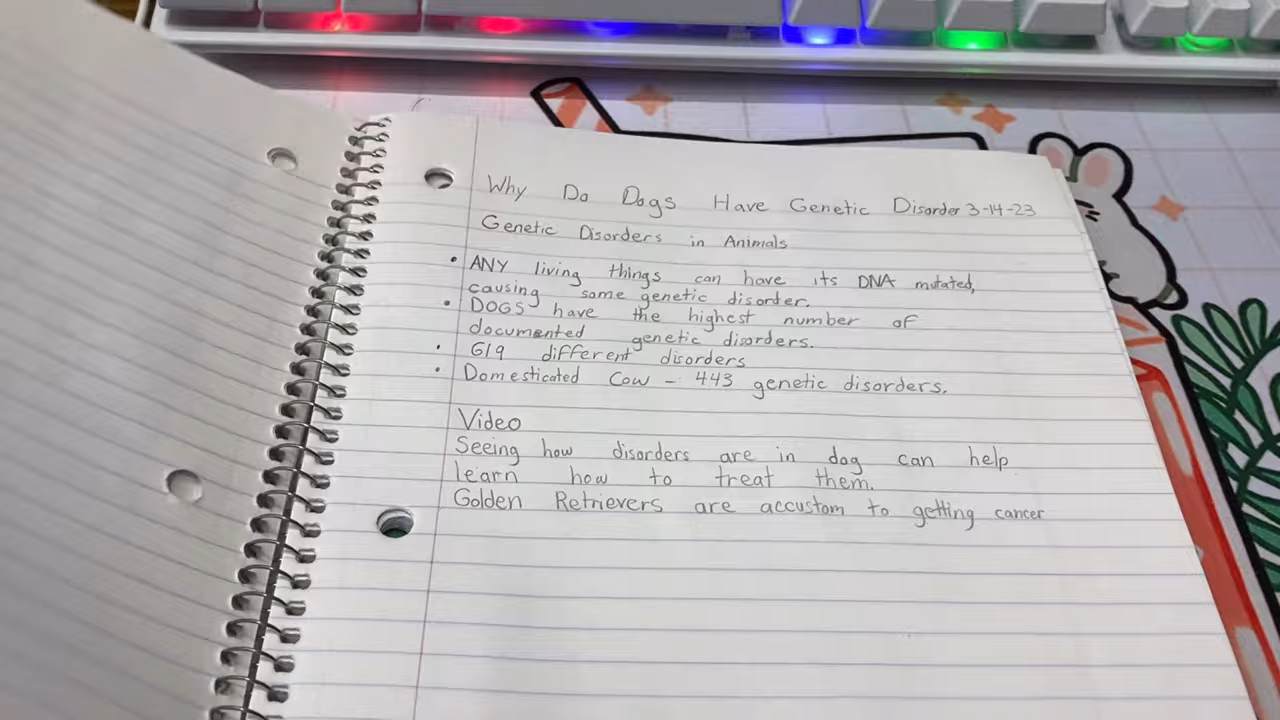 Why Do Dogs Have Genetic Disorder 3-14-23
Genetic Disorders in Animals
• ANY living things can have its DNA mutated,
causing some genetic disorder.
• DOGS have the highest number of
documented genetic disorders.
• 619 different disorders
• Domesticated Cow - 443 genetic disorders.
Video
Seeing how disorders are in dog can help
learn how to treat them.
Golden Retrievers are accustom to getting cancer